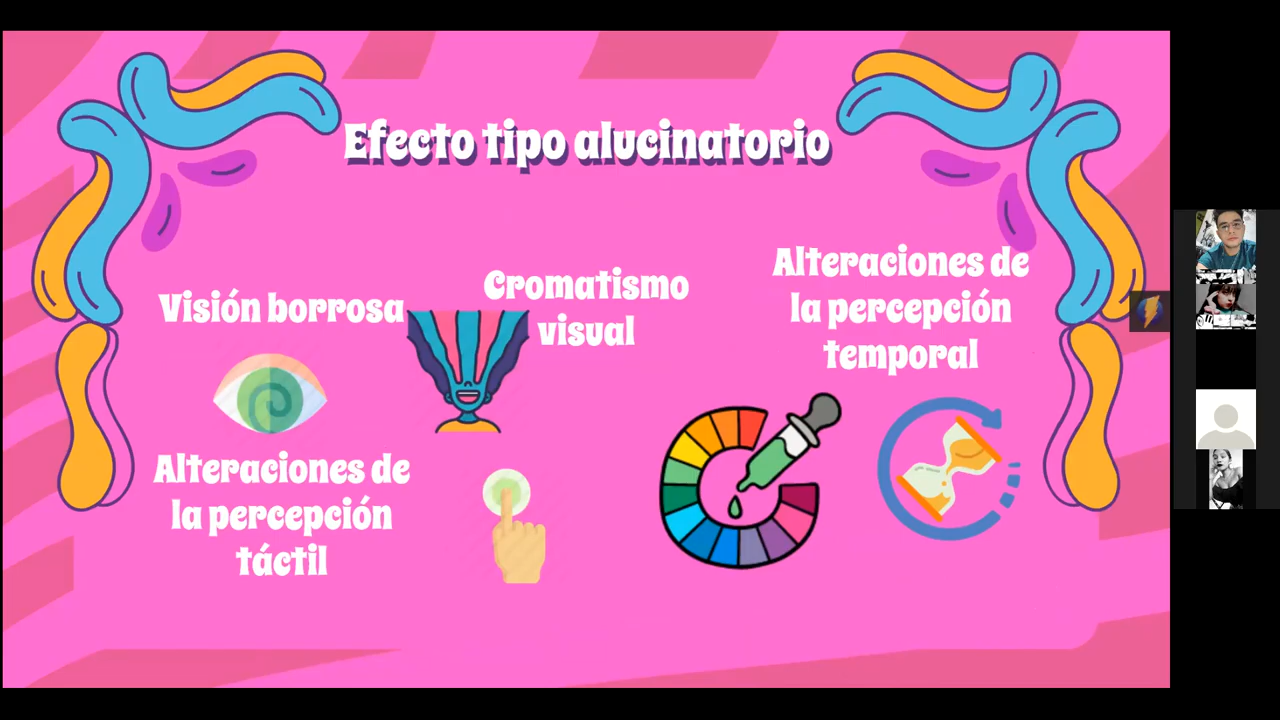 Efecto tipo alucinatorio
Visión borrosa
Cromatismo
visual
Alteraciones de
la percepción
temporal
Alteraciones de
la percepción
táctil